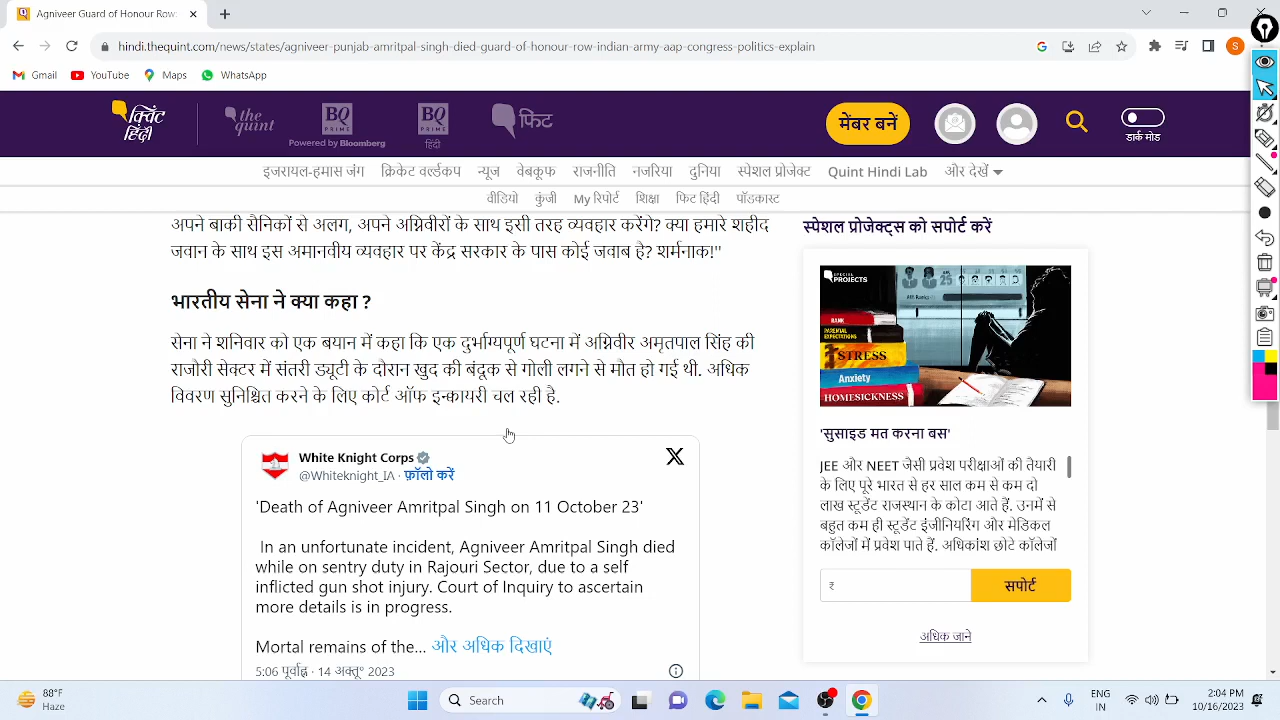 Agniveer Guard of Honour Row
hindi.thequint.com/news/states/agniveer-punjab-amritpal-singh-died-guard-of-honour-row-indian-army-aap-congress-politics-explain
S
Gmail YouTube Maps WhatsApp
क्विंट हिंदी
the quint
BQ PRIME
Powered by Bloomberg
BQ PRIME
हिंदी
फिट
मेंबर बनें
डार्क मोड
इजरायल-हमास जंग क्रिकेट वर्ल्डकप न्यूज वेबकूफ राजनीति नजरिया दुनिया स्पेशल प्रोजेक्ट Quint Hindi Lab और देखें
वीडियो कुंजी My रिपोर्ट शिक्षा फिट हिंदी पॉडकास्ट
अपने बाकी सैनिकों से अलग, अपने अग्निवीरों के साथ इसी तरह व्यवहार करेंगे? क्या हमारे शहीद
जवान के साथ इस अमानवीय व्यवहार पर केंद्र सरकार के पास कोई जवाब है? शर्मनाक!"
भारतीय सेना ने क्या कहा ?
सेना ने शनिवार को एक बयान में कहा कि एक दुर्भाग्यपूर्ण घटना में अग्निवीर अमृतपाल सिंह की
राजौरी सेक्टर में संतरी ड्यूटी के दौरान खुद की बंदूक से गोली लगने से मौत हो गई थी. अधिक
विवरण सुनिश्चित करने के लिए कोर्ट ऑफ इन्कायरी चल रही है.
White Knight Corps
@Whiteknight_IA · फ़ॉलो करें
'Death of Agniveer Amritpal Singh on 11 October 23'
In an unfortunate incident, Agniveer Amritpal Singh died
while on sentry duty in Rajouri Sector, due to a self
inflicted gun shot injury. Court of Inquiry to ascertain
more details is in progress.
Mortal remains of the... और अधिक दिखाएं
5:06 पूर्वाह्न · 14 अक्तू॰ 2023
स्पेशल प्रोजेक्ट्स को सपोर्ट करें
SPECIAL PROJECTS
25
AIR Rank
BANK
PARENTAL EXPECTATIONS
STRESS
Anxiety
HOMESICKNESS
'सुसाइड मत करना बस'
JEE और NEET जैसी प्रवेश परीक्षाओं की तैयारी
के लिए पूरे भारत से हर साल कम से कम दो
लाख स्टूडेंट राजस्थान के कोटा आते हैं. उनमें से
बहुत कम ही स्टूडेंट इंजीनियरिंग और मेडिकल
कॉलेजों में प्रवेश पाते हैं. अधिकांश छोटे कॉलेजों
₹
सपोर्ट
अधिक जाने
88°F
Haze
Search
ENG
IN
2:04 PM
10/16/2023